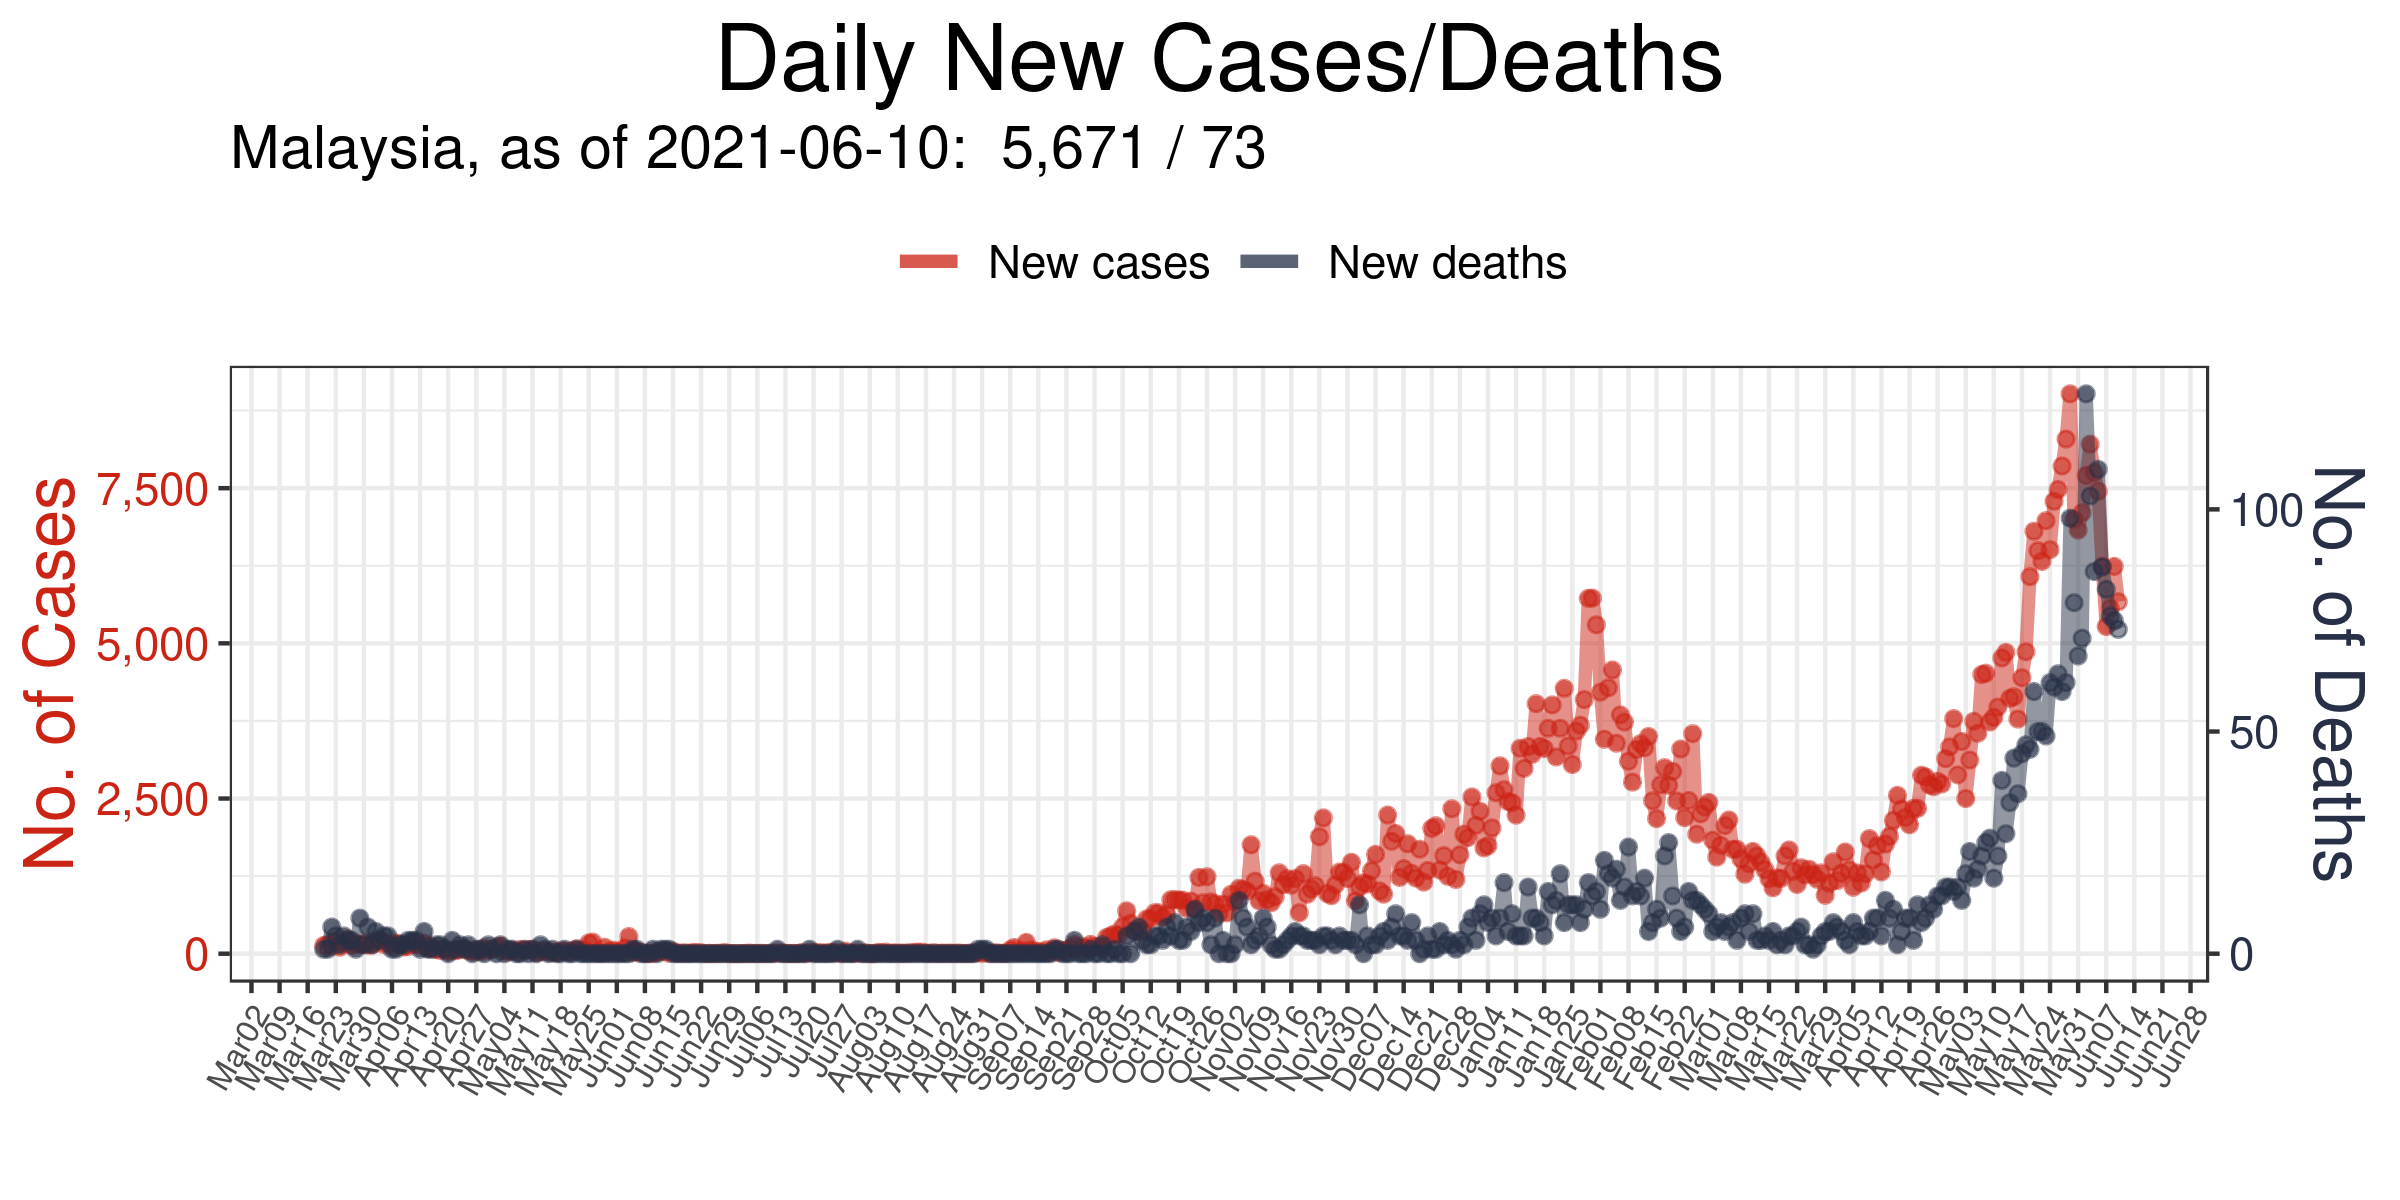 Daily New Cases/Deaths
Malaysia, as of 2021-06-10:  5,671 / 73
New cases New deaths
No. of Cases
7,500
5,000
2,500
0
100
50
0
No. of Deaths
Mar02 Mar09 Mar16 Mar23 Mar30 Apr06 Apr13 Apr20 Apr27 May04 May11 May18 May25 Jun01 Jun08 Jun15 Jun22 Jun29 Jul06 Jul13 Jul20 Jul27 Aug03 Aug10 Aug17 Aug24 Aug31 Sep07 Sep14 Sep21 Sep28 Oct05 Oct12 Oct19 Oct26 Nov02 Nov09 Nov16 Nov23 Nov30 Dec07 Dec14 Dec21 Dec28 Jan04 Jan11 Jan18 Jan25 Feb01 Feb08 Feb15 Feb22 Mar01 Mar08 Mar15 Mar22 Mar29 Apr05 Apr12 Apr19 Apr26 May03 May10 May17 May24 May31 Jun07 Jun14 Jun21 Jun28